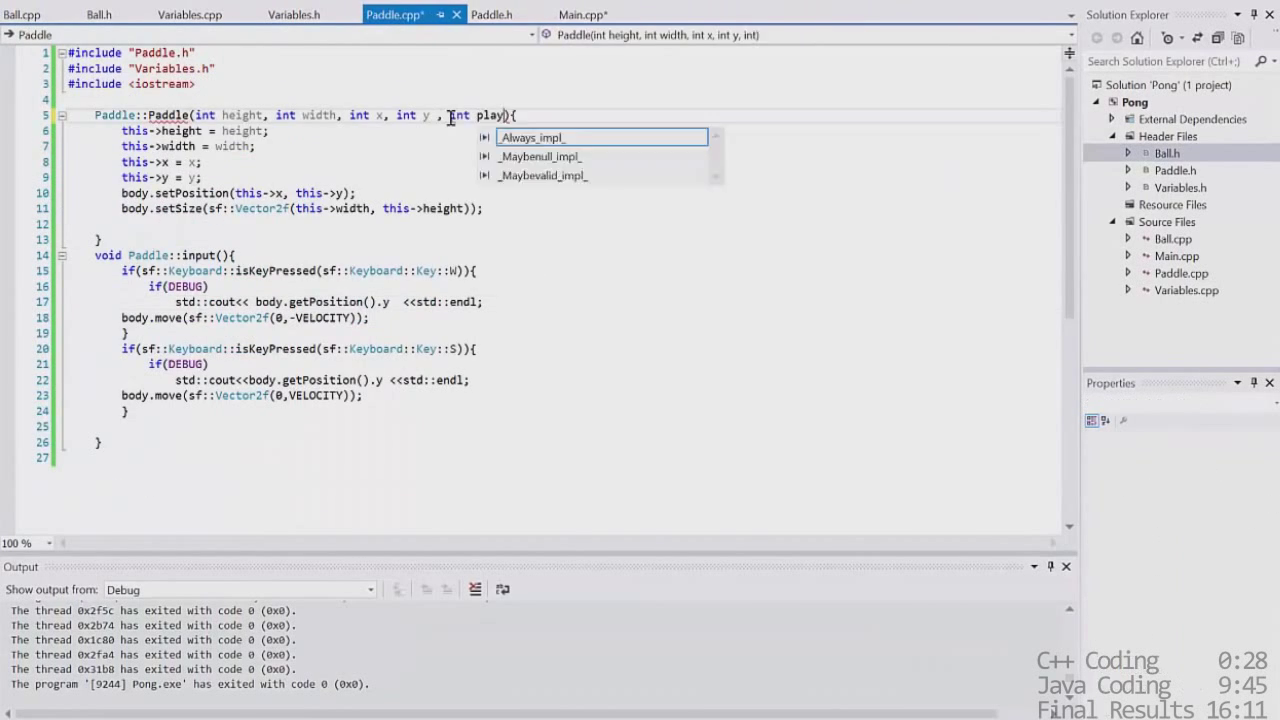 Ball.cpp Ball.h Variables.cpp Variables.h Paddle.cpp* Paddle.h Main.cpp* Solution Explorer
Paddle Paddle(int height, int width, int x, int y, int)
Search Solution Explorer (Ctrl+;)
Solution 'Pong' (1 project)
Pong
External Dependencies
Header Files
Ball.h
Paddle.h
Variables.h
Resource Files
Source Files
Ball.cpp
Main.cpp
Paddle.cpp
Variables.cpp
1 #include "Paddle.h"
2 #include "Variables.h"
3 #include <iostream>
4
5 Paddle::Paddle(int height, int width, int x, int y , int play){
6 this->height = height;
7 this->width = width;
8 this->x = x;
9 this->y = y;
10 body.setPosition(this->x, this->y);
11 body.setSize(sf::Vector2f(this->width, this->height));
12
13 }
14 void Paddle::input(){
15 if(sf::Keyboard::isKeyPressed(sf::Keyboard::Key::W)){
16 if(DEBUG)
17 std::cout<< body.getPosition().y  <<std::endl;
18 body.move(sf::Vector2f(0,-VELOCITY));
19 }
20 if(sf::Keyboard::isKeyPressed(sf::Keyboard::Key::S)){
21 if(DEBUG)
22 std::cout<<body.getPosition().y <<std::endl;
23 body.move(sf::Vector2f(0,VELOCITY));
24 }
25
26 }
27
_Always_impl_
_Maybenull_impl_
_Maybevalid_impl_
Properties
100 %
Output
Show output from: Debug
The thread 0x2f5c has exited with code 0 (0x0).
The thread 0x2b74 has exited with code 0 (0x0).
The thread 0x1c80 has exited with code 0 (0x0).
The thread 0x2fa4 has exited with code 0 (0x0).
The thread 0x31b8 has exited with code 0 (0x0).
The program '[9244] Pong.exe' has exited with code 0 (0x0).
C++ Coding 0:28
Java Coding 9:45
Final Results 16:11